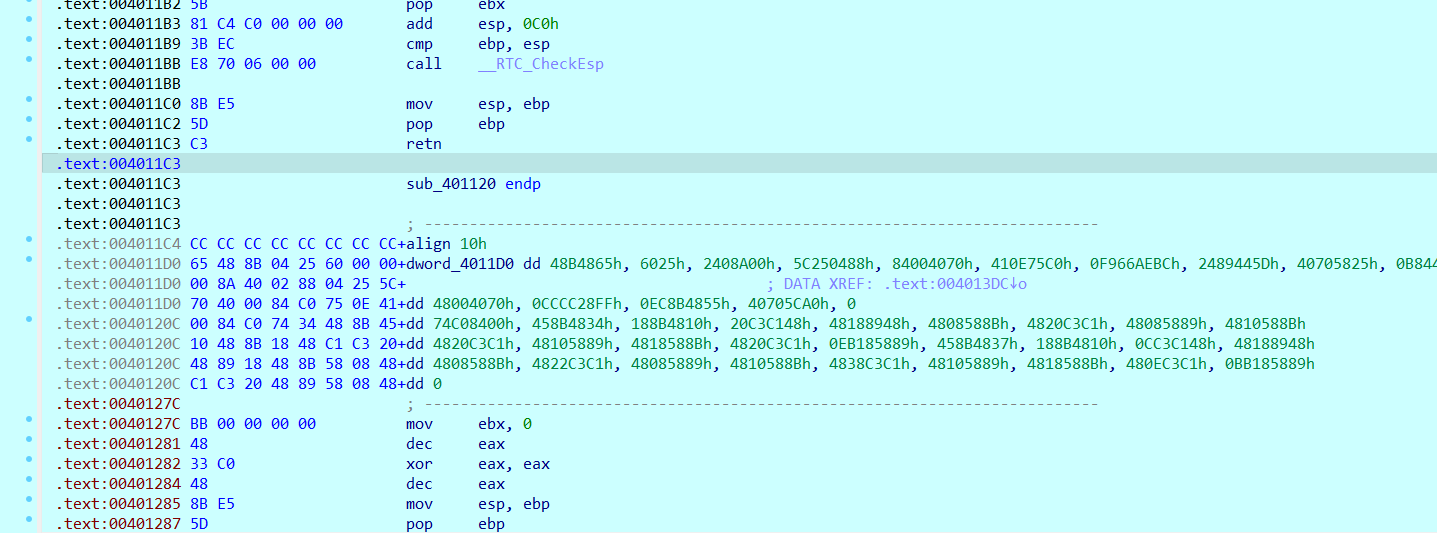 .text:004011B2 5B pop ebx
.text:004011B3 81 C4 C0 00 00 00 add esp, 0C0h
.text:004011B9 3B EC cmp ebp, esp
.text:004011BB E8 70 06 00 00 call __RTC_CheckEsp
.text:004011BB
.text:004011C0 8B E5 mov esp, ebp
.text:004011C2 5D pop ebp
.text:004011C3 C3 retn
.text:004011C3
.text:004011C3 sub_401120 endp
.text:004011C3
.text:004011C3 ; ---------------------------------------------------------------------------
.text:004011C4 CC CC CC CC CC CC CC CC CC+align 10h
.text:004011D0 65 48 8B 04 25 60 00 00+dword_4011D0 dd 48B4865h, 6025h, 2408A00h, 5C250488h, 84004070h, 410E75C0h, 0F966AEBCh, 2489445Dh, 40705825h, 0B844
.text:004011D0 00 8A 40 02 88 04 25 5C+ ; DATA XREF: .text:004013DC↓o
.text:004011D0 70 40 00 84 C0 75 0E 41+dd 48004070h, 0CCCC28FFh, 0EC8B4855h, 40705CA0h, 0
.text:0040120C 00 84 C0 74 34 48 8B 45+dd 74C08400h, 458B4834h, 188B4810h, 20C3C148h, 48188948h, 4808588Bh, 4820C3C1h, 48085889h, 4810588Bh
.text:0040120C 10 48 8B 18 48 C1 C3 20+dd 4820C3C1h, 48105889h, 4818588Bh, 4820C3C1h, 0EB185889h, 458B4837h, 188B4810h, 0CC3C148h, 48188948h
.text:0040120C 48 89 18 48 8B 58 08 48+dd 4808588Bh, 4822C3C1h, 48085889h, 4810588Bh, 4838C3C1h, 48105889h, 4818588Bh, 480EC3C1h, 0BB185889h
.text:0040120C C1 C3 20 48 89 58 08 48+dd 0
.text:0040127C ; ---------------------------------------------------------------------------
.text:0040127C BB 00 00 00 00 mov ebx, 0
.text:00401281 48 dec eax
.text:00401282 33 C0 xor eax, eax
.text:00401284 48 dec eax
.text:00401285 8B E5 mov esp, ebp
.text:00401287 5D pop ebp